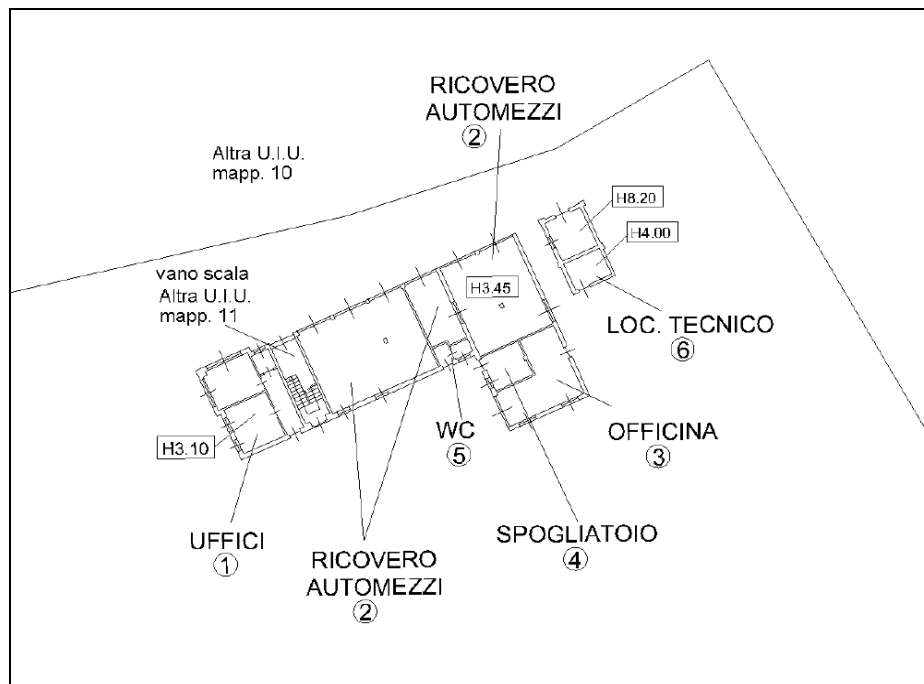 RICOVERO
AUTOMEZZI
2
Altra U.I.U.
mapp. 10
H8.20
H4.00
vano scala
Altra U.I.U.
mapp. 11
H3.45
LOC. TECNICO
6
H3.10
WC
5
OFFICINA
3
UFFICI
1
RICOVERO
AUTOMEZZI
2
SPOGLIATOIO
4